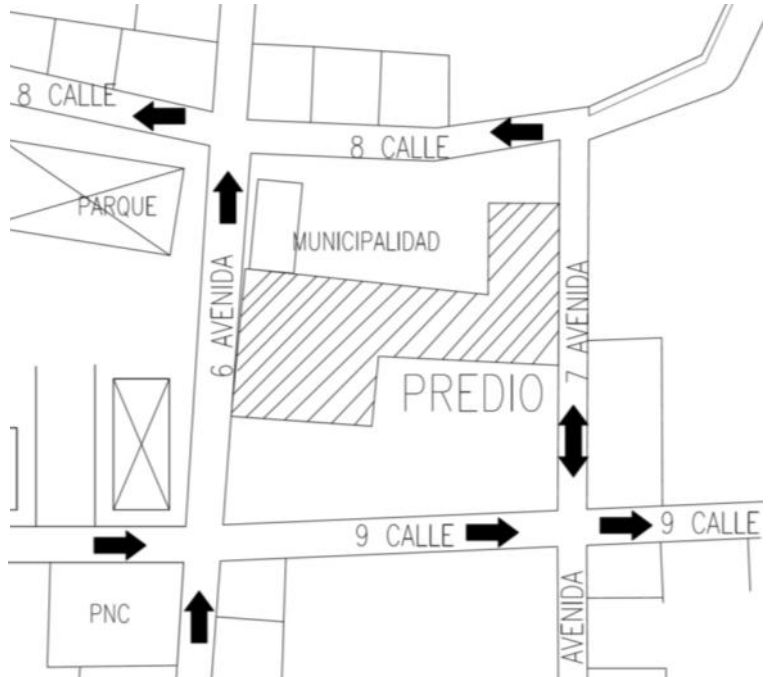 8 CALLE
8 CALLE
PARQUE
MUNICIPALIDAD
6 AVENIDA
7 AVENIDA
PREDIO
9 CALLE
9 CALLE
PNC
AVENIDA